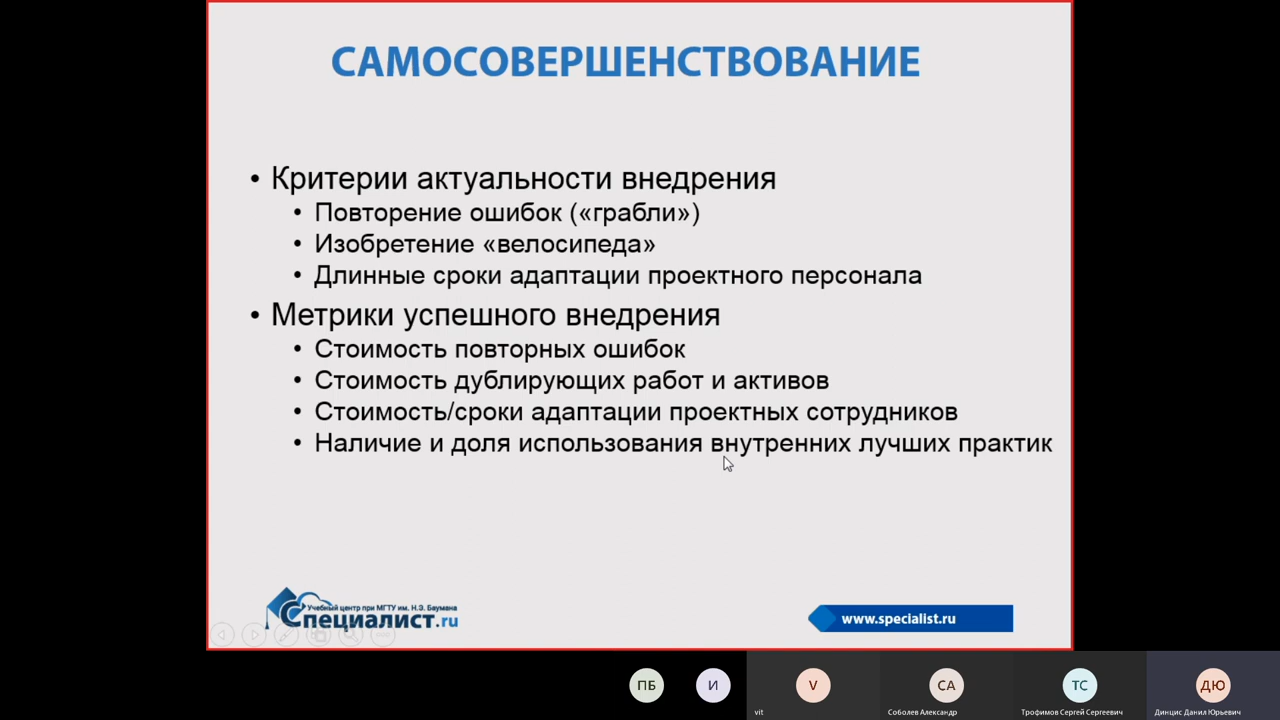 САМОСОВЕРШЕНСТВОВАНИЕ
• Критерии актуальности внедрения
• Повторение ошибок («грабли»)
• Изобретение «велосипеда»
• Длинные сроки адаптации проектного персонала
• Метрики успешного внедрения
• Стоимость повторных ошибок
• Стоимость дублирующих работ и активов
• Стоимость/сроки адаптации проектных сотрудников
• Наличие и доля использования внутренних лучших практик
Учебный центр при МГТУ им. Н.Э. Баумана
Специалист.ru
www.specialist.ru
ПБ
И
V
СА
ТС
ДЮ
vit
Соболев Александр
Трофимов Сергей Сергеевич
Динцис Данил Юрьевич